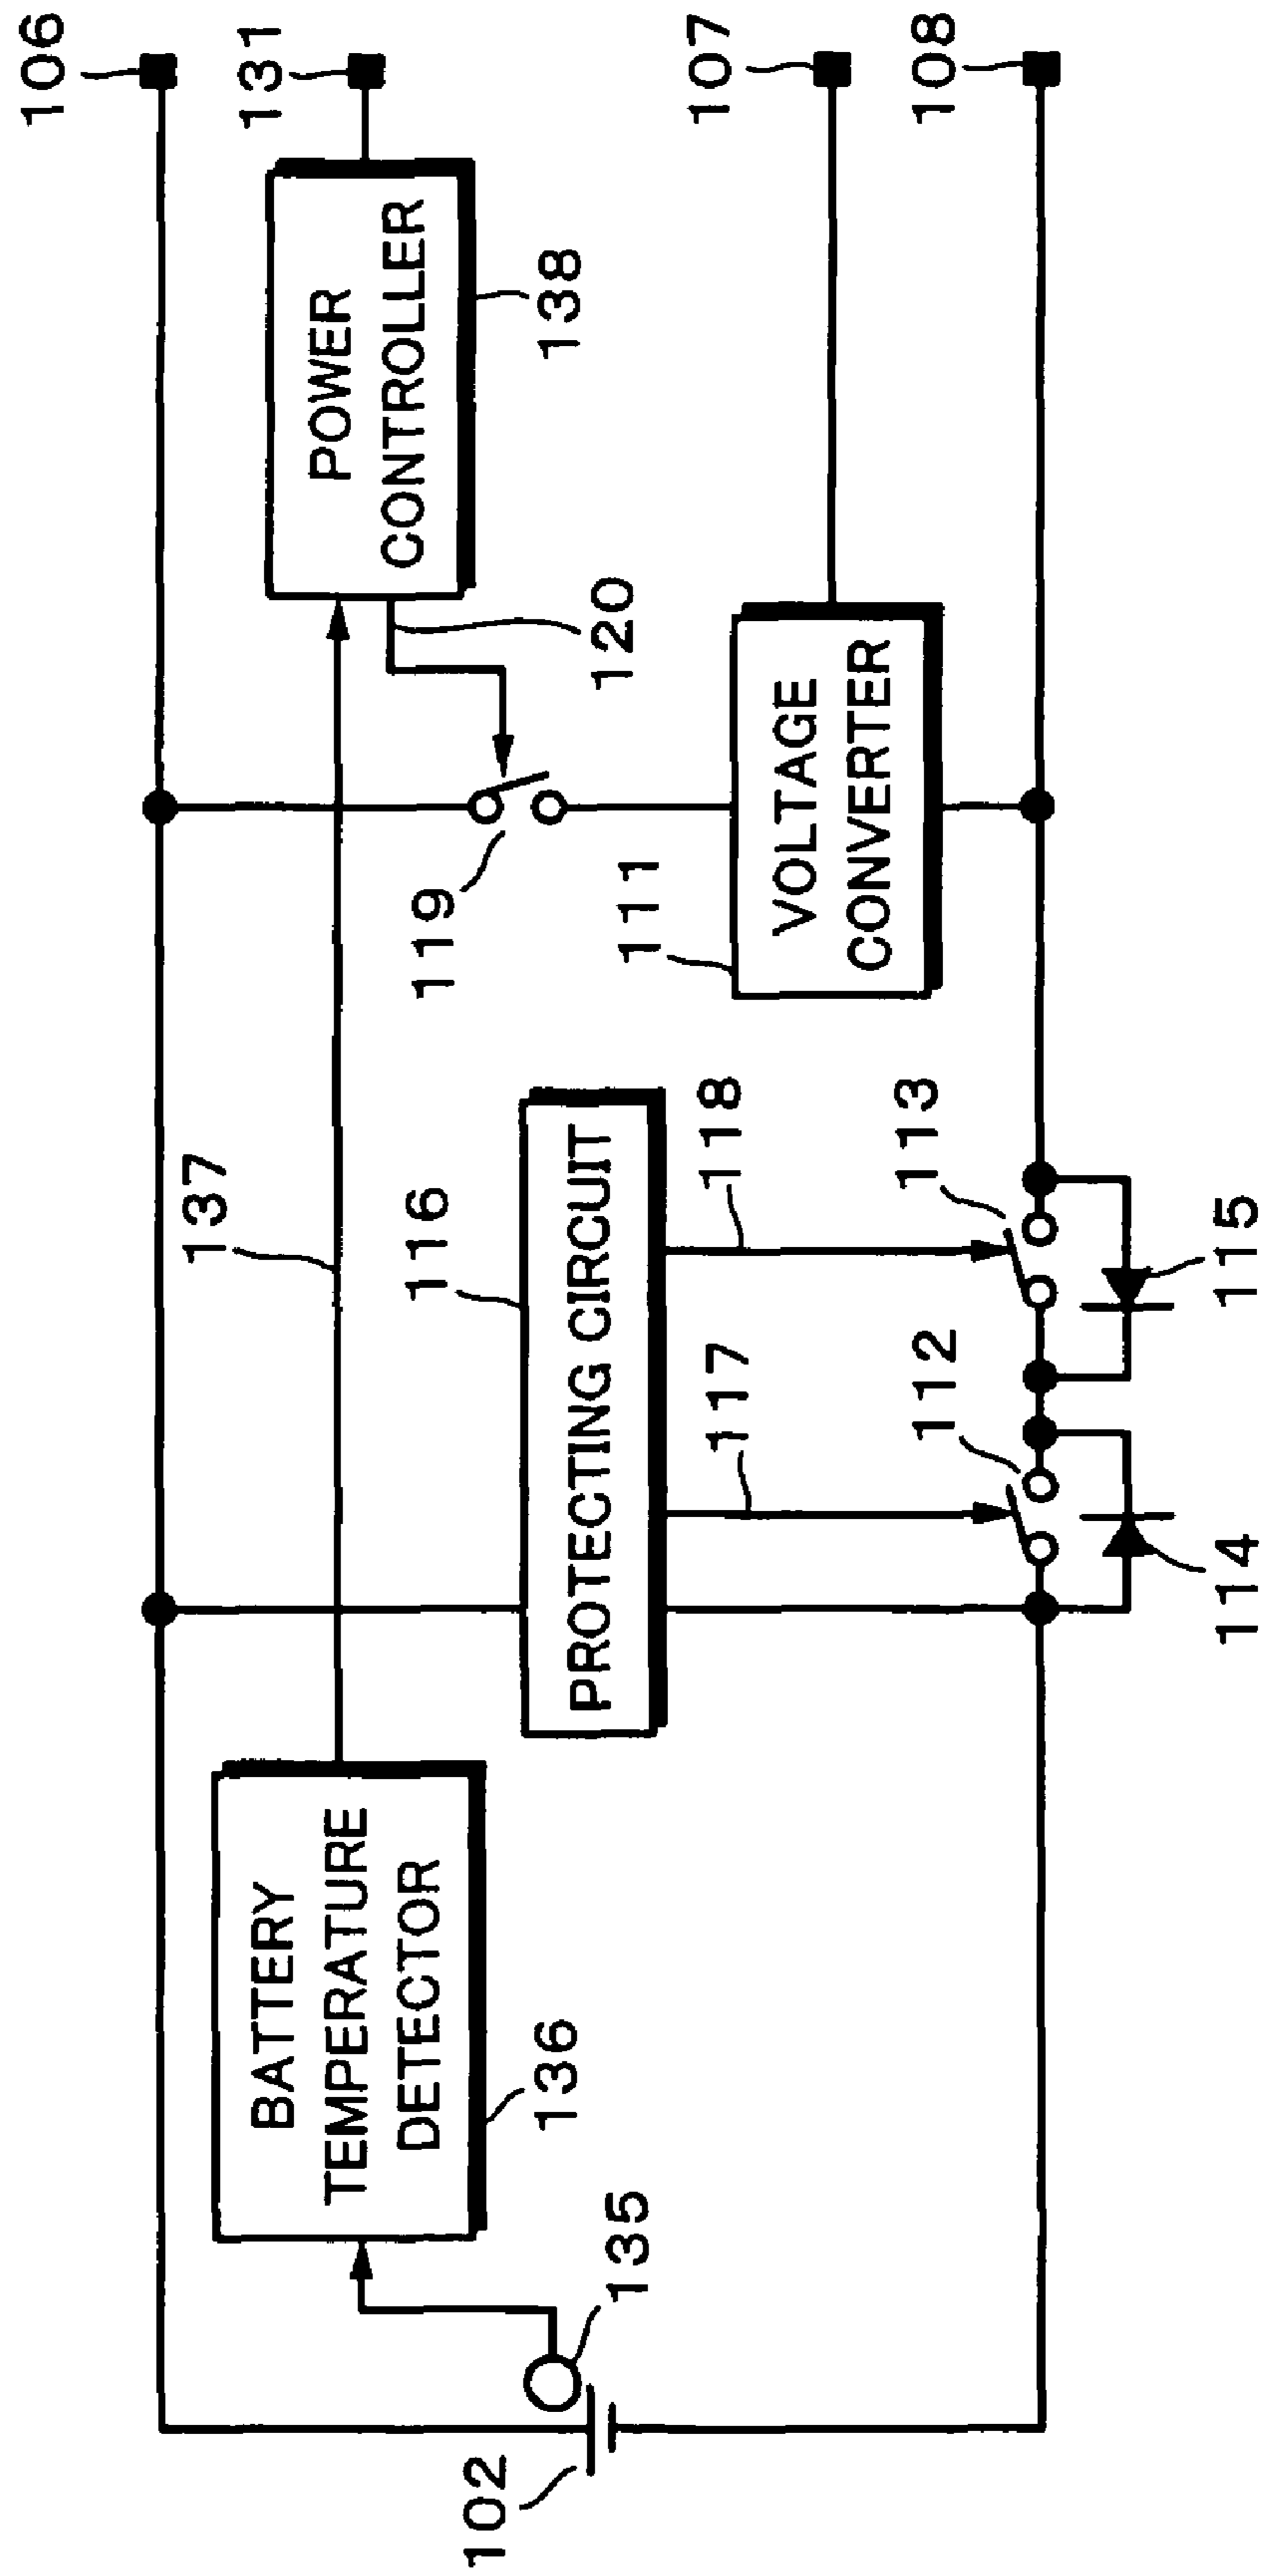 106
131
107
108
POWER
CONTROLLER
138
120
119
111
VOLTAGE
CONVERTER
137
116
PROTECTING CIRCUIT
118
113
115
117
112
114
BATTERY
TEMPERATURE
DETECTOR
136
135
102